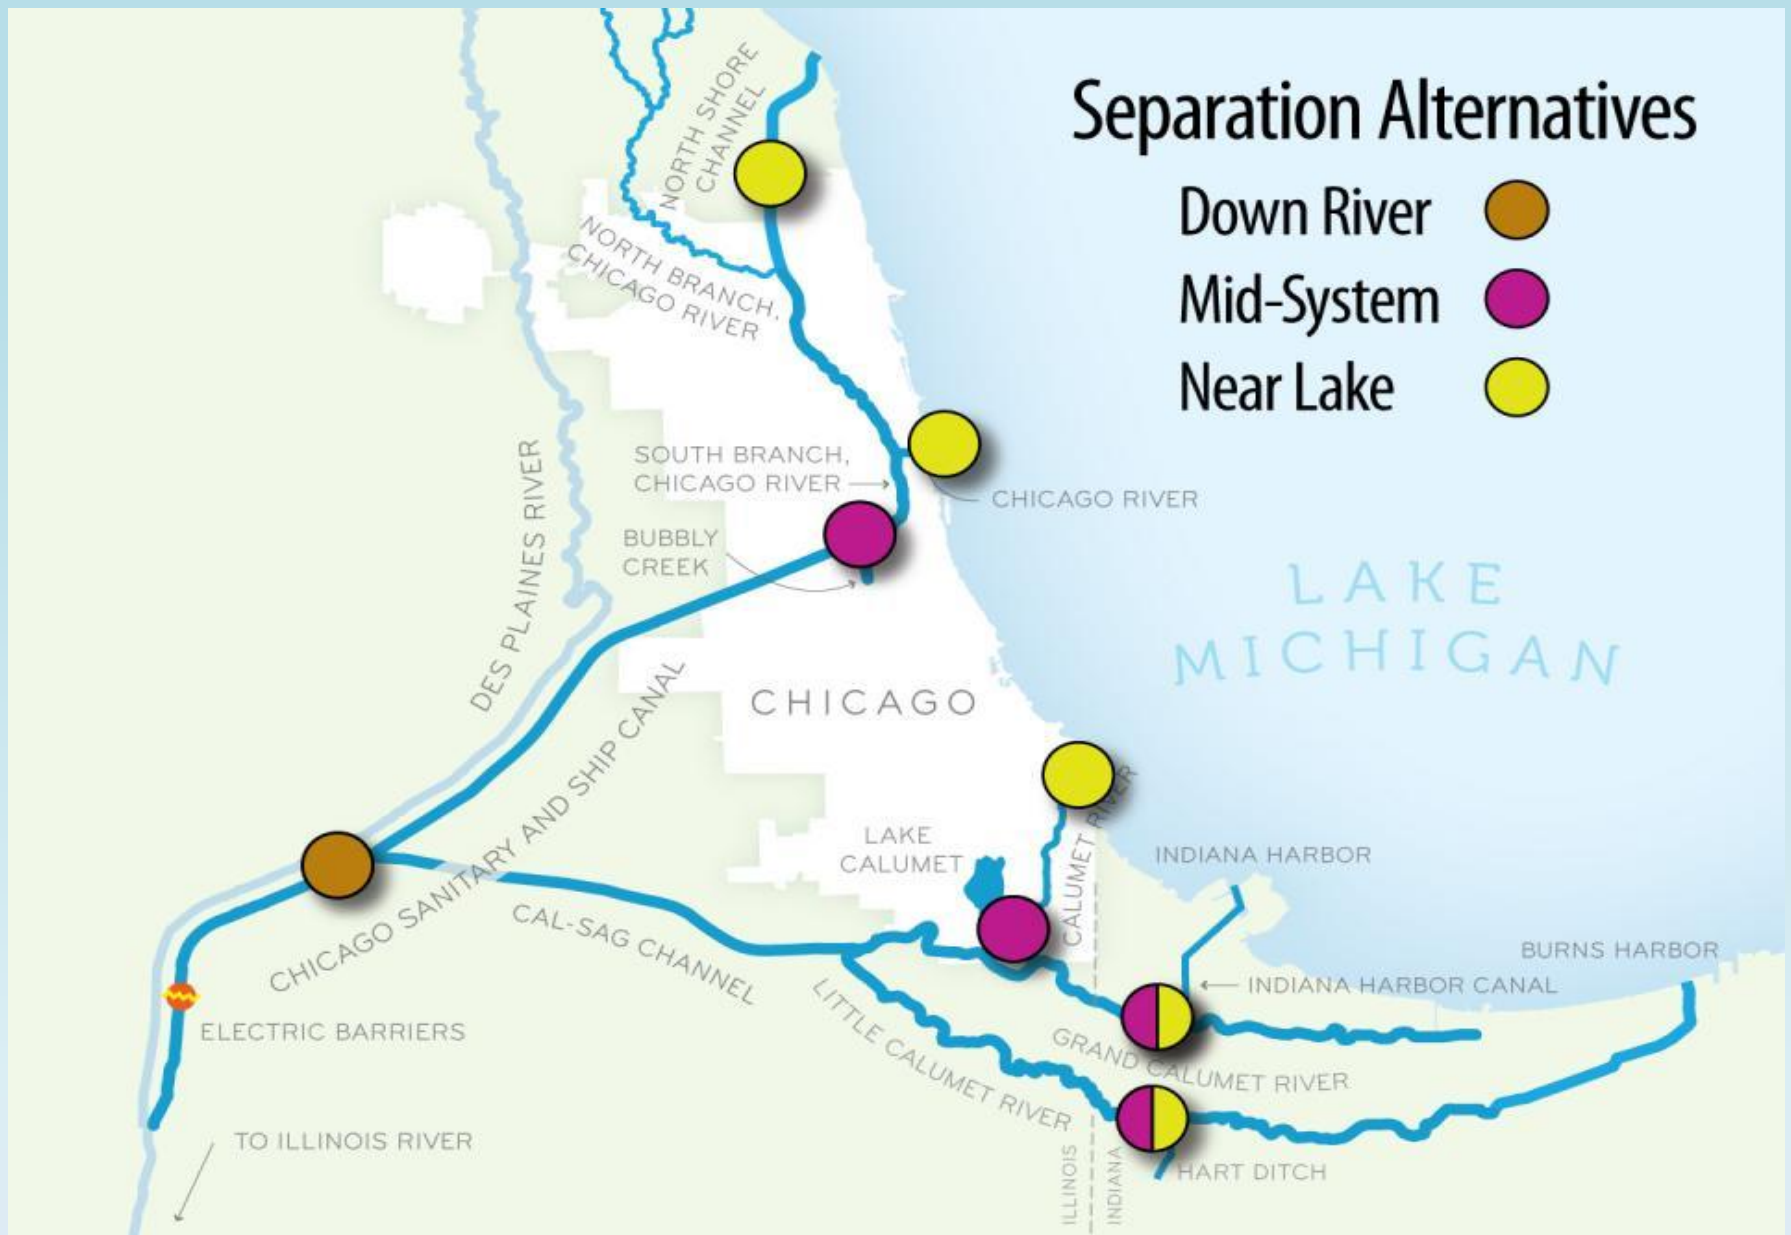 Separation Alternatives
Down River
Mid-System
Near Lake
NORTH SHORE
CHANNEL
NORTH BRANCH,
CHICAGO RIVER
SOUTH BRANCH,
CHICAGO RIVER
CHICAGO RIVER
BUBBLY
CREEK
DES PLAINES RIVER
LAKE
MICHIGAN
CHICAGO SANITARY AND SHIP CANAL
CHICAGO
LAKE
CALUMET
CALUMET RIVER
INDIANA HARBOR
BURNS HARBOR
INDIANA HARBOR CANAL
CAL-SAG CHANNEL
ELECTRIC BARRIERS
LITTLE CALUMET RIVER
GRAND CALUMET RIVER
TO ILLINOIS RIVER
ILLINOIS
INDIANA
HART DITCH